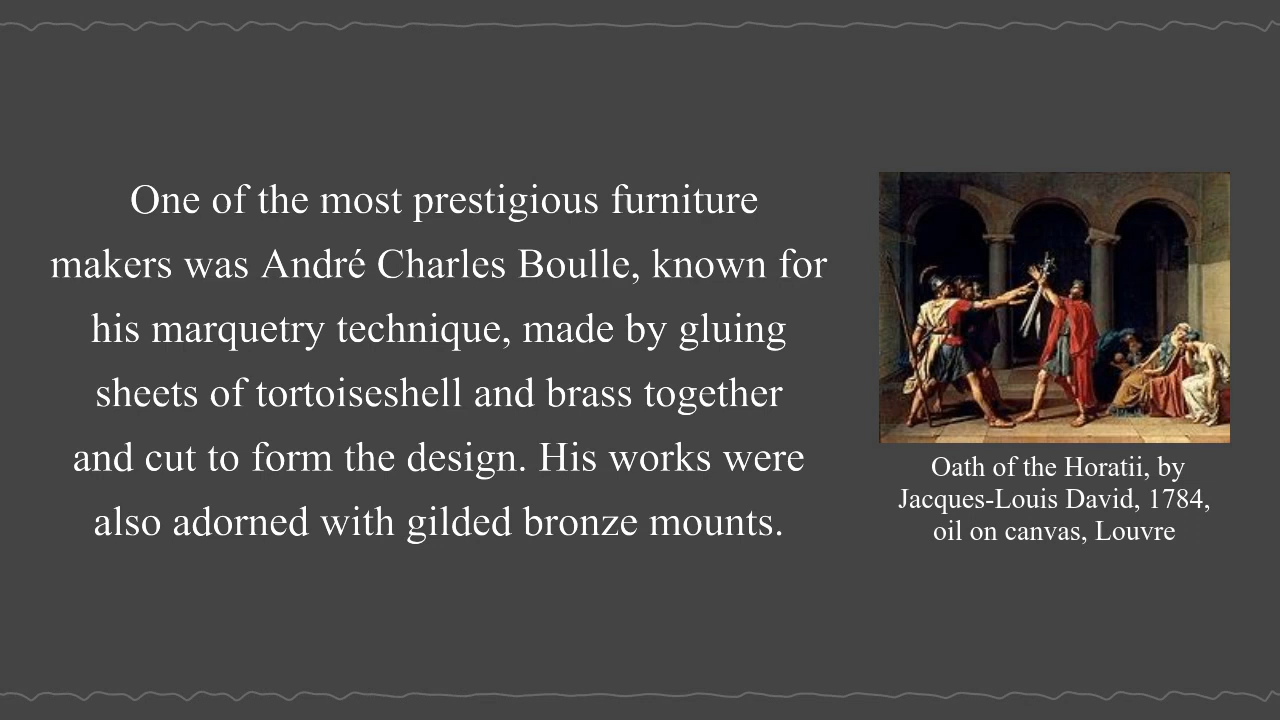 One of the most prestigious furniture
makers was André Charles Boulle, known for
his marquetry technique, made by gluing
sheets of tortoiseshell and brass together
and cut to form the design. His works were
also adorned with gilded bronze mounts.
Oath of the Horatii, by
Jacques-Louis David, 1784,
oil on canvas, Louvre